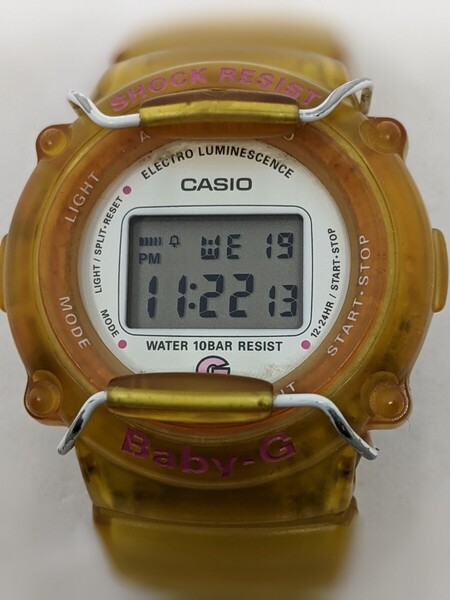 SHOCK RESIST
ELECTRO LUMINESCENCE
CASIO
LIGHT
LIGHT / SPLIT·RESET
WE 19
PM
11:22 13
MODE
MODE
12·24HR / START·STOP
START·STOP
WATER 10BAR RESIST
G
Baby-G